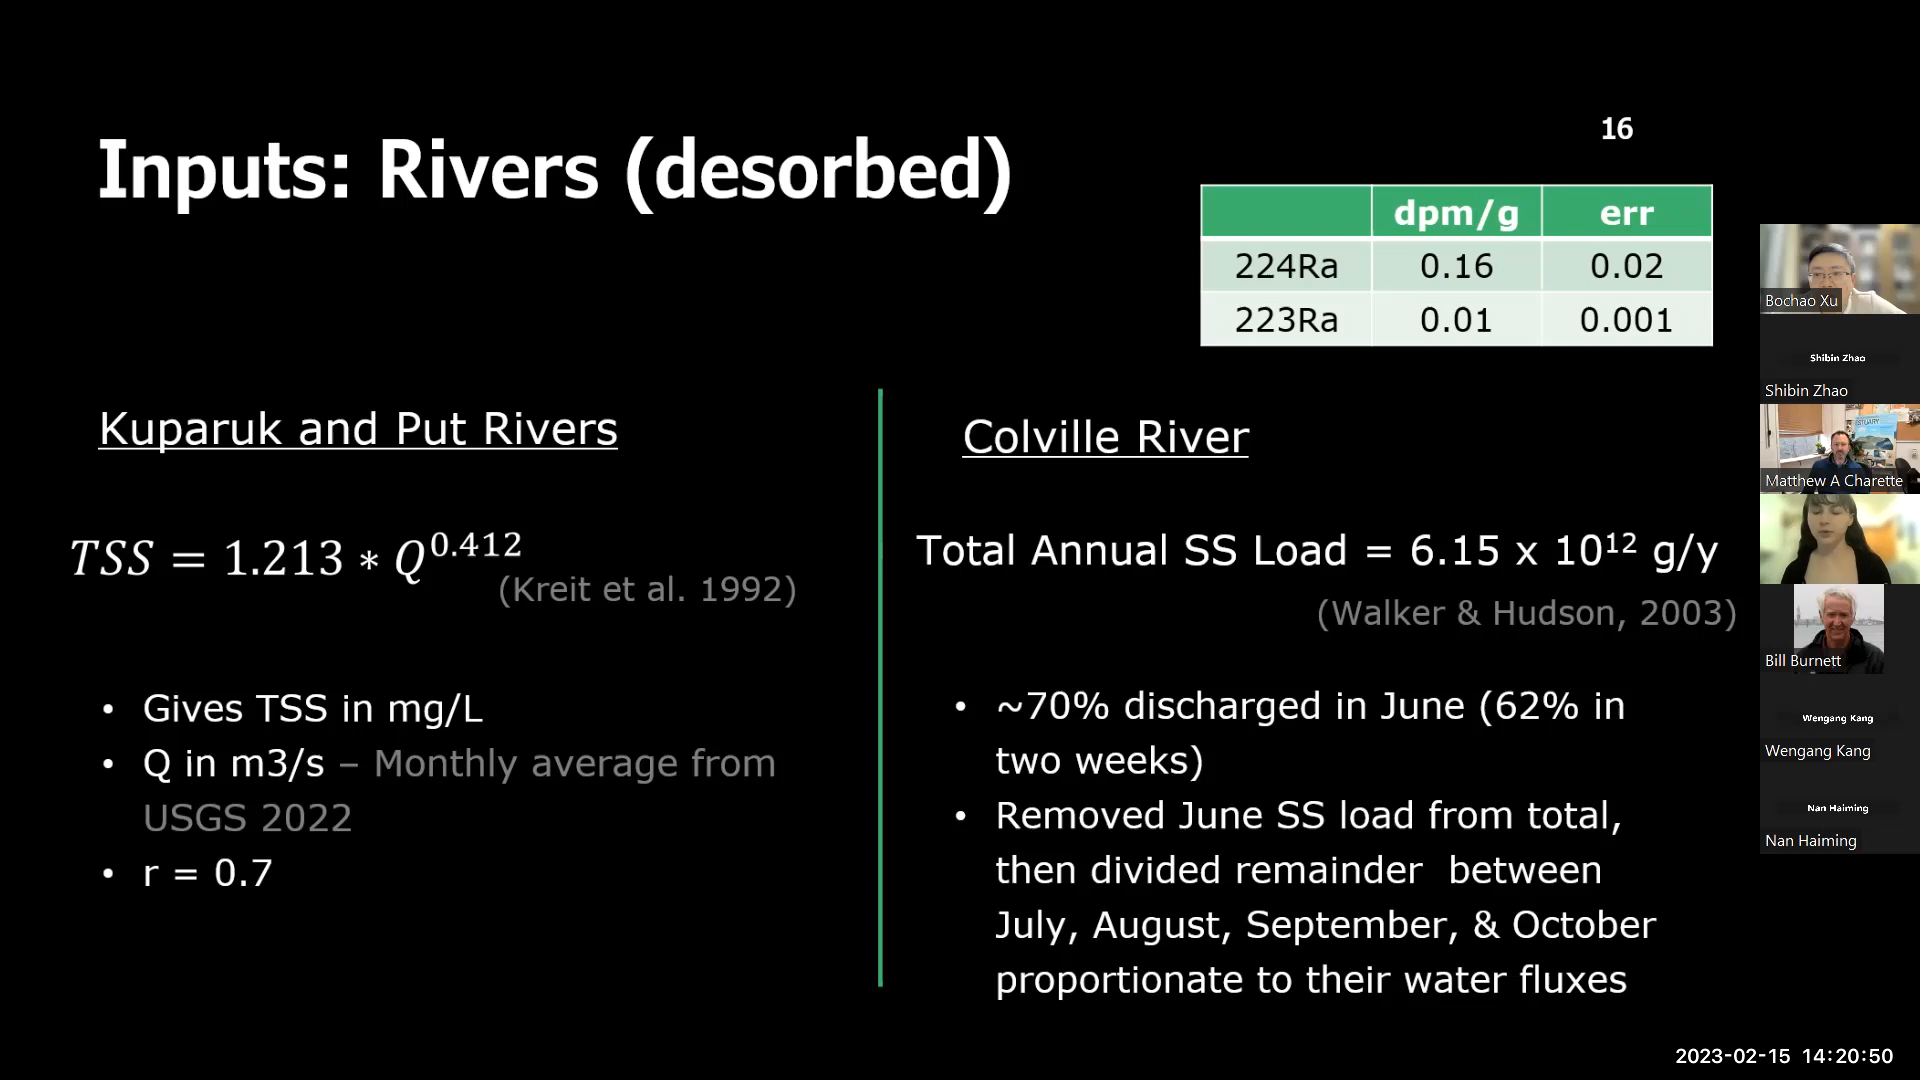 16
Inputs: Rivers (desorbed)
dpm/g err
224Ra 0.16 0.02
223Ra 0.01 0.001
Kuparuk and Put Rivers
TSS = 1.213 * Q^0.412
(Kreit et al. 1992)
• Gives TSS in mg/L
• Q in m3/s – Monthly average from
USGS 2022
• r = 0.7
Colville River
Total Annual SS Load = 6.15 x 10¹² g/y
(Walker & Hudson, 2003)
• ~70% discharged in June (62% in
two weeks)
• Removed June SS load from total,
then divided remainder between
July, August, September, & October
proportionate to their water fluxes
Bochao Xu
Shibin Zhao
Shibin Zhao
ESTUARY
Matthew A Charette
Bill Burnett
Wengang Kang
Wengang Kang
Nan Haiming
Nan Haiming
2023-02-15 14:20:50